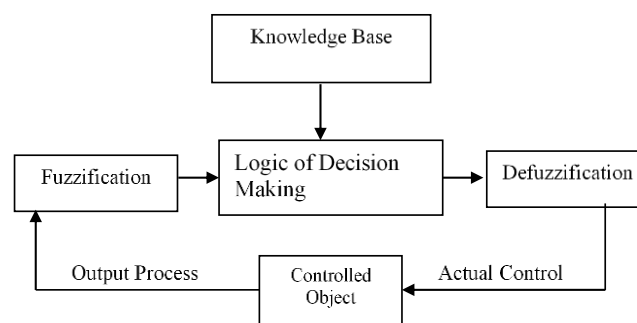 Knowledge Base
Fuzzification
Logic of Decision
Making
Defuzzification
Output Process
Controlled
Object
Actual Control